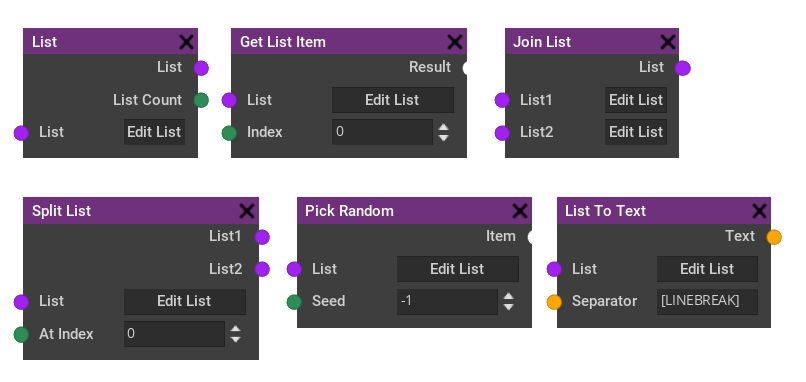 List
List
List Count
List Edit List
Get List Item
Result
List Edit List
Index 0
Join List
List
List1 Edit List
List2 Edit List
Split List
List1
List2
List Edit List
At Index 0
Pick Random
Item
List Edit List
Seed -1
List To Text
Text
List Edit List
Separator [LINEBREAK]